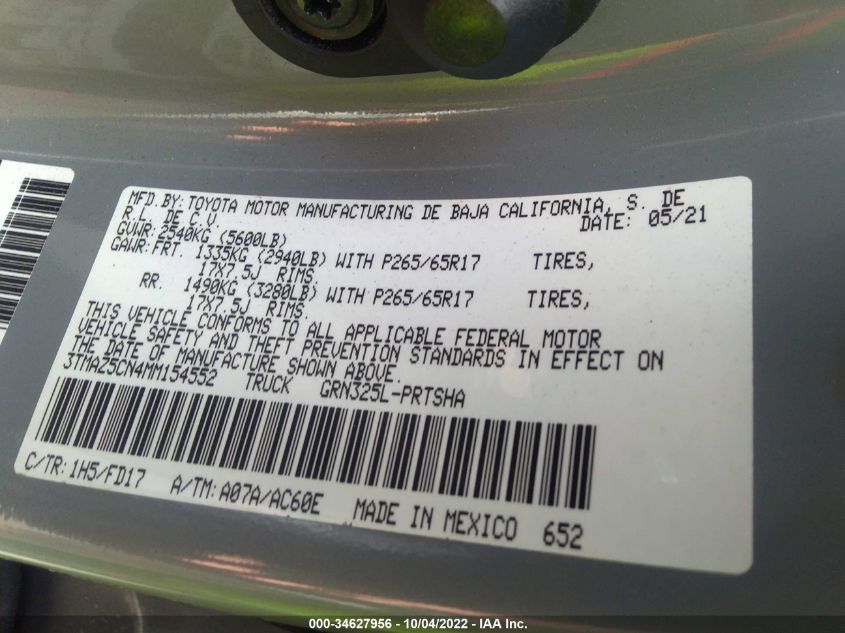 MFD.BY: TOYOTA MOTOR MANUFACTURING DE BAJA CALIFORNIA, S. DE
R.L. DE C.V. DATE: 05/21
GVWR: 2540KG (5600LB)
GAWR: FRT. 1335KG (2940LB) WITH P265/65R17 TIRES,
17X7.5J RIMS.
RR. 1490KG (3280LB) WITH P265/65R17 TIRES,
17X7.5J RIMS.
THIS VEHICLE CONFORMS TO ALL APPLICABLE FEDERAL MOTOR
VEHICLE SAFETY AND THEFT PREVENTION STANDARDS IN EFFECT ON
THE DATE OF MANUFACTURE SHOWN ABOVE.
3TMAZ5CN4MM154552 TRUCK GRN325L-PRTSHA
C/TR: 1H5/FD17 A/TM: A07A/AC60E MADE IN MEXICO 652
000-34627956 - 10/04/2022 - IAA Inc.